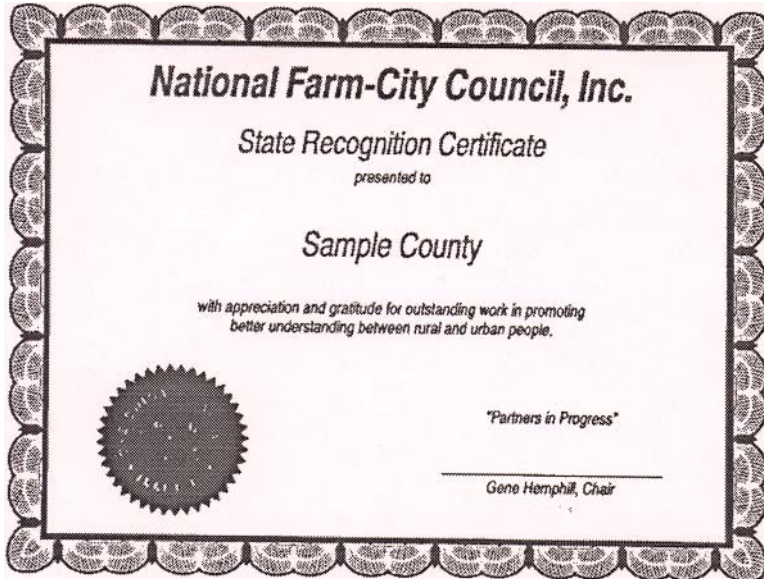 National Farm-City Council, Inc.
State Recognition Certificate
presented to
Sample County
with appreciation and gratitude for outstanding work in promoting
better understanding between rural and urban people.
"Partners in Progress"
Gene Hemphill, Chair